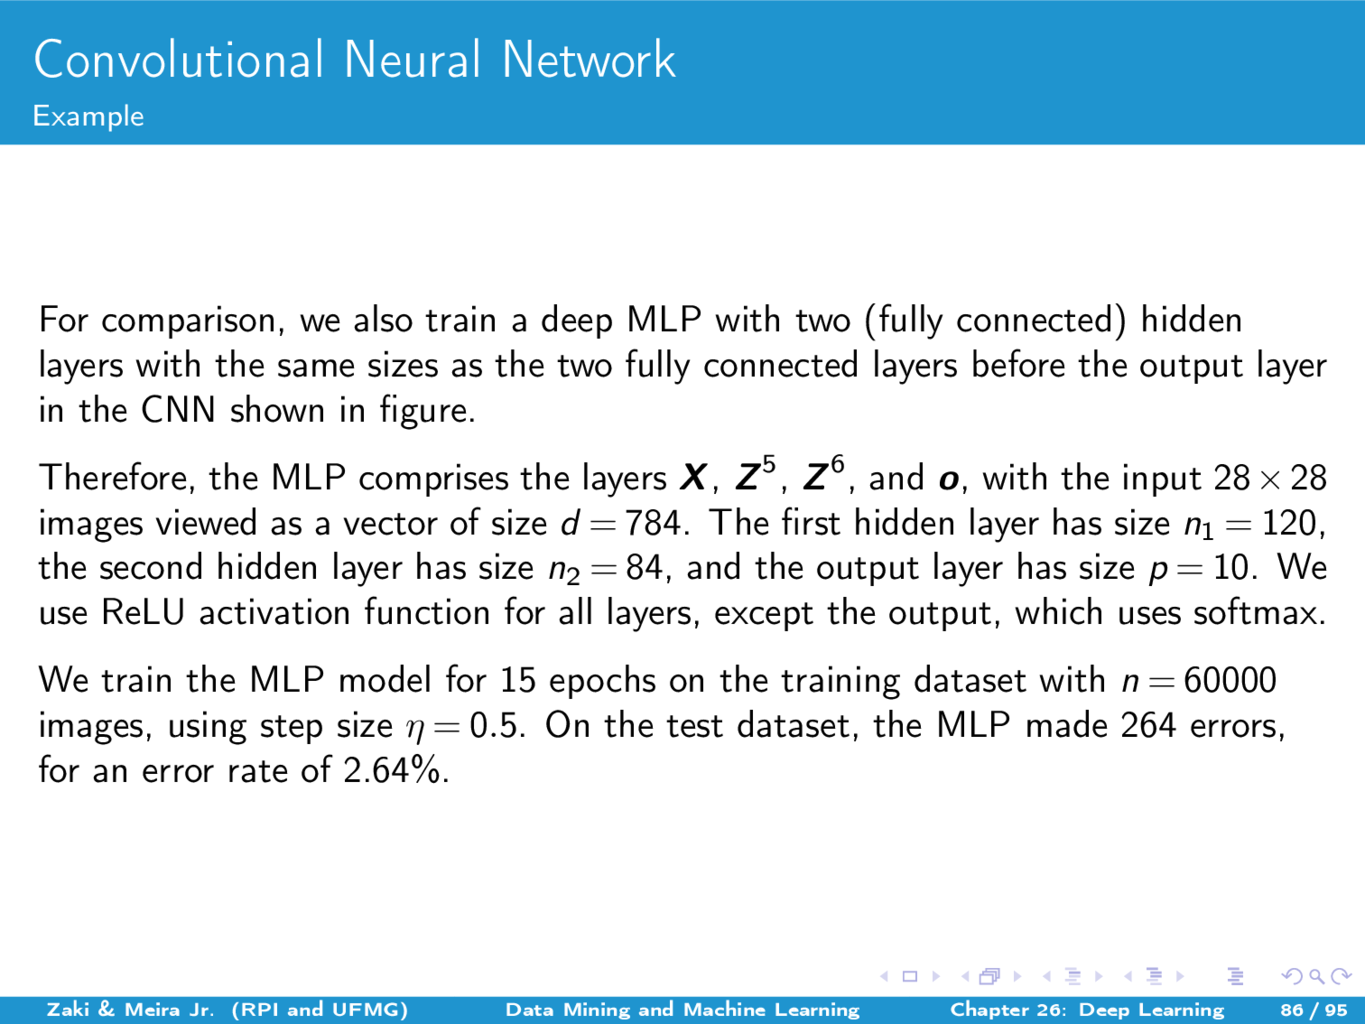 Convolutional Neural Network
Example
For comparison, we also train a deep MLP with two (fully connected) hidden
layers with the same sizes as the two fully connected layers before the output layer
in the CNN shown in figure.
Therefore, the MLP comprises the layers X, Z⁵, Z⁶, and o, with the input 28 × 28
images viewed as a vector of size d = 784. The first hidden layer has size n₁ = 120,
the second hidden layer has size n₂ = 84, and the output layer has size p = 10. We
use ReLU activation function for all layers, except the output, which uses softmax.
We train the MLP model for 15 epochs on the training dataset with n = 60000
images, using step size η = 0.5. On the test dataset, the MLP made 264 errors,
for an error rate of 2.64%.
Zaki & Meira Jr. (RPI and UFMG) Data Mining and Machine Learning Chapter 26: Deep Learning 86 / 95